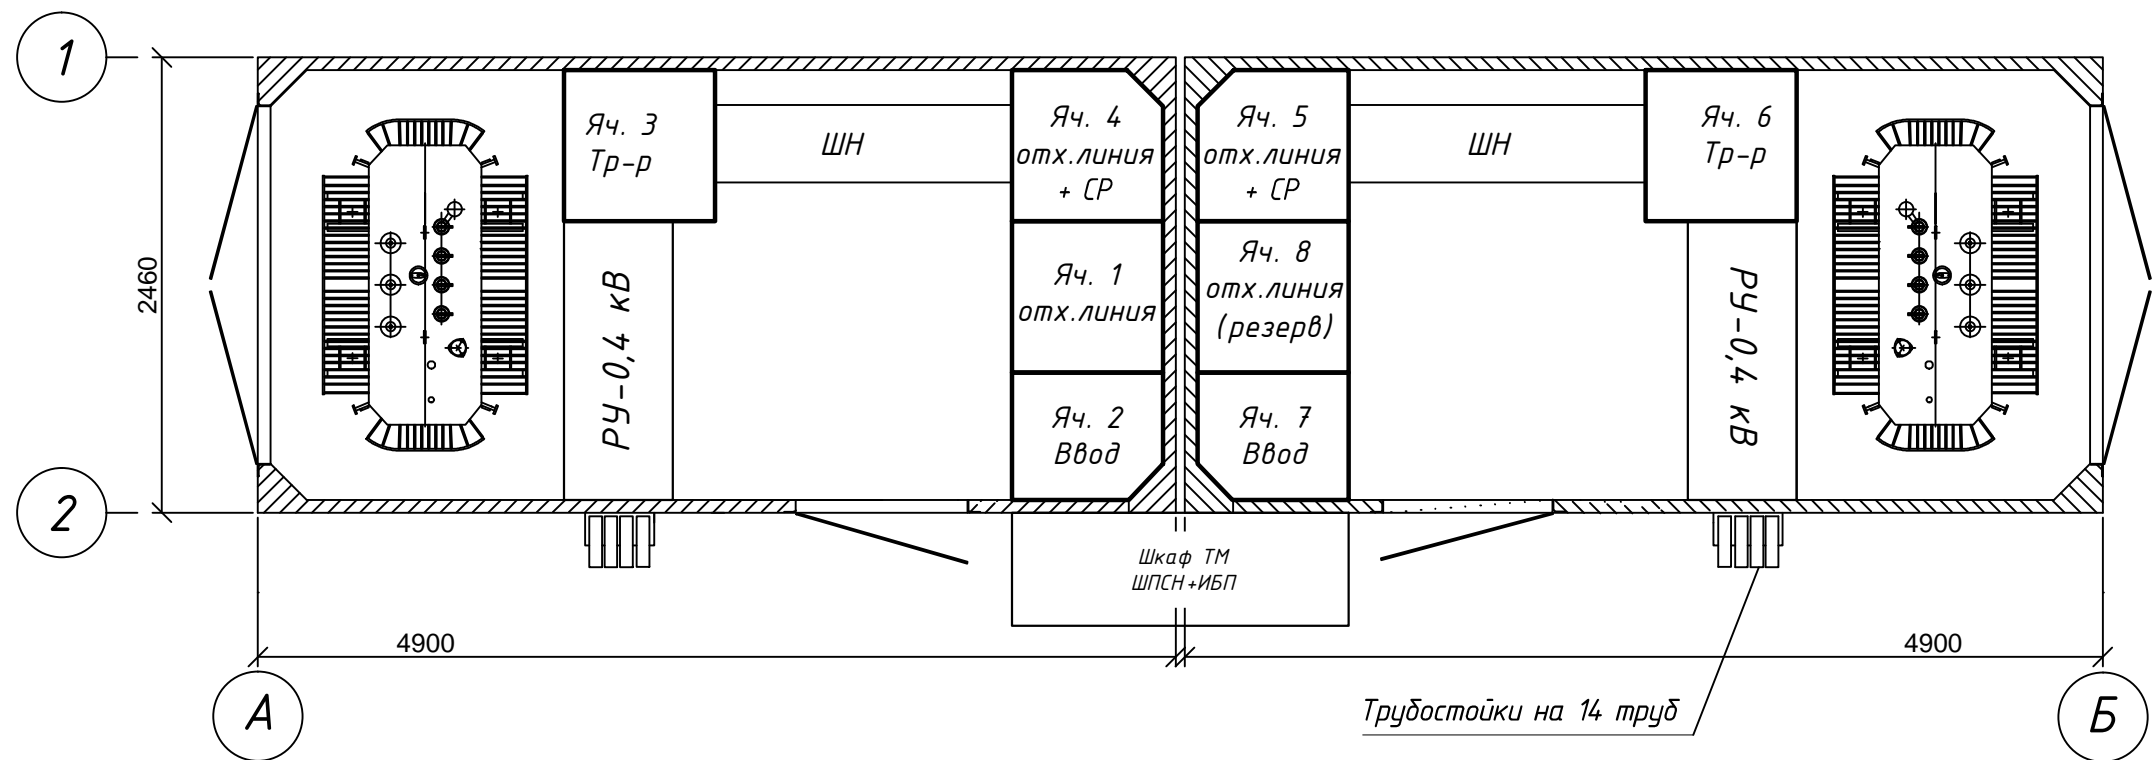 1
Яч. 3
Тр-р
ШН
Яч. 4
отх.линия
+ СР
Яч. 5
отх.линия
+ СР
ШН
Яч. 6
Тр-р
2460
РУ-0,4 кВ
Яч. 1
отх.линия
Яч. 8
отх.линия
(резерв)
РУ-0,4 кВ
Яч. 2
Ввод
Яч. 7
Ввод
2
Шкаф ТМ
ШПСН+ИБП
4900
4900
А
Трубостойки на 14 труб
Б